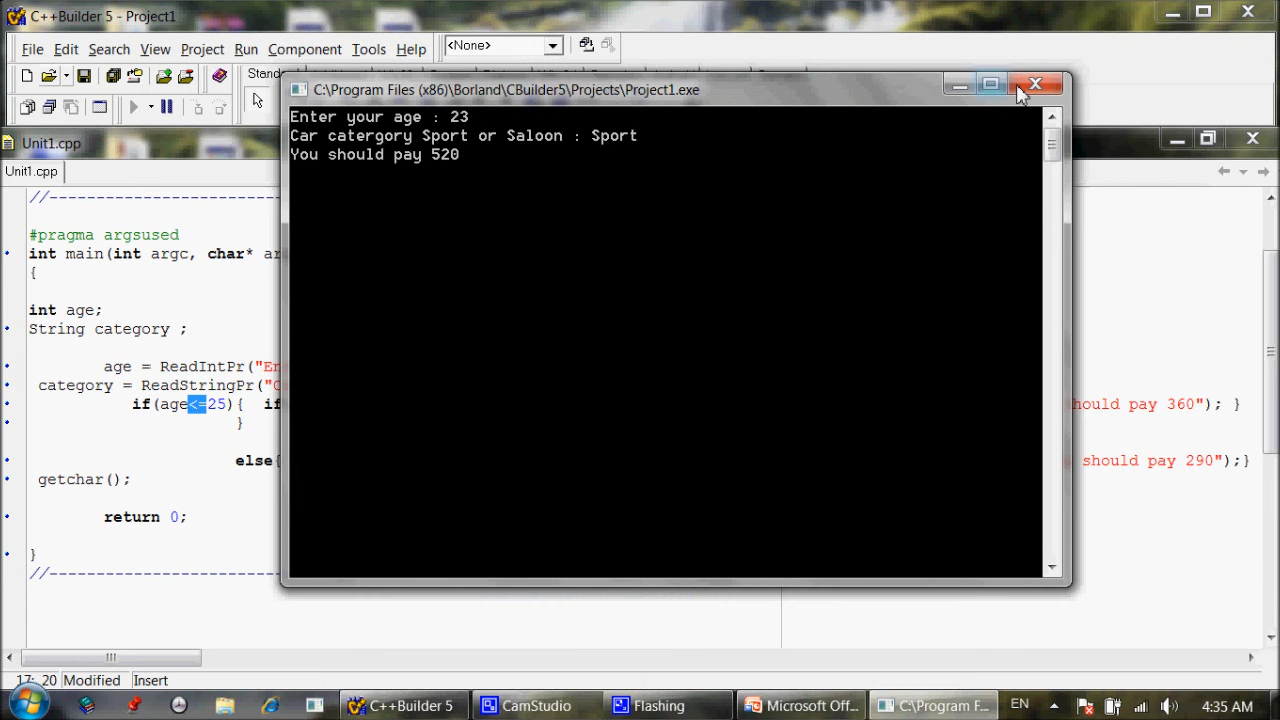 C++Builder 5 - Project1
File Edit Search View Project Run Component Tools Help
<None>
C:\Program Files (x86)\Borland\CBuilder5\Projects\Project1.exe
Enter your age : 23
Car catergory Sport or Saloon : Sport
You should pay 520
Unit1.cpp
Unit1.cpp
//--------------------------
#pragma argsused
int main(int argc, char*
{
int age;
String category ;
age = ReadIntPr("En
category = ReadStringPr("
if(age<=25){ if
should pay 360"); }
}
else{
should pay 290");}
getchar();
return 0;
}
//--------------------------
17: 20 Modified Insert
C++Builder 5
CamStudio
Flashing
Microsoft Off...
C:\Program F...
EN
4:35 AM